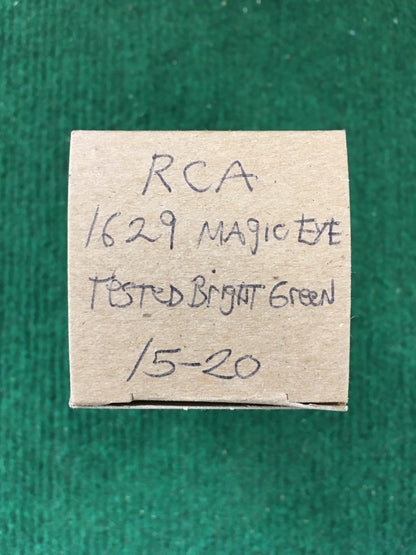 RCA
1629 MAgic EYE
TesTeD BrigHT Green
15-20